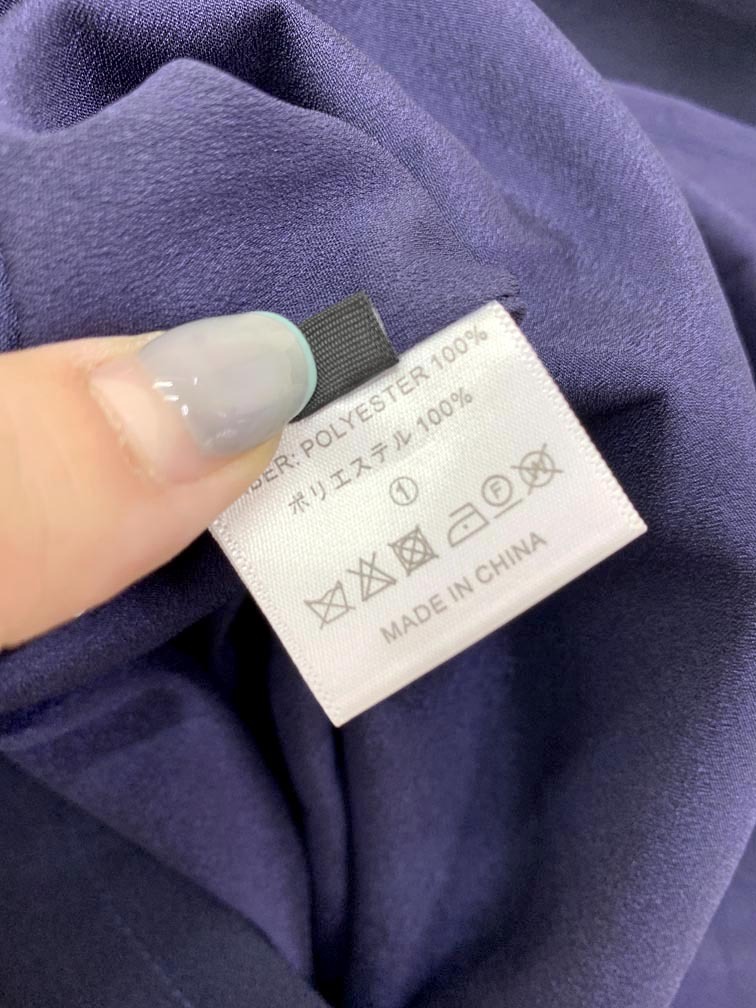 BER: POLYESTER 100%
ポリエステル 100%
①
F W
MADE IN CHINA